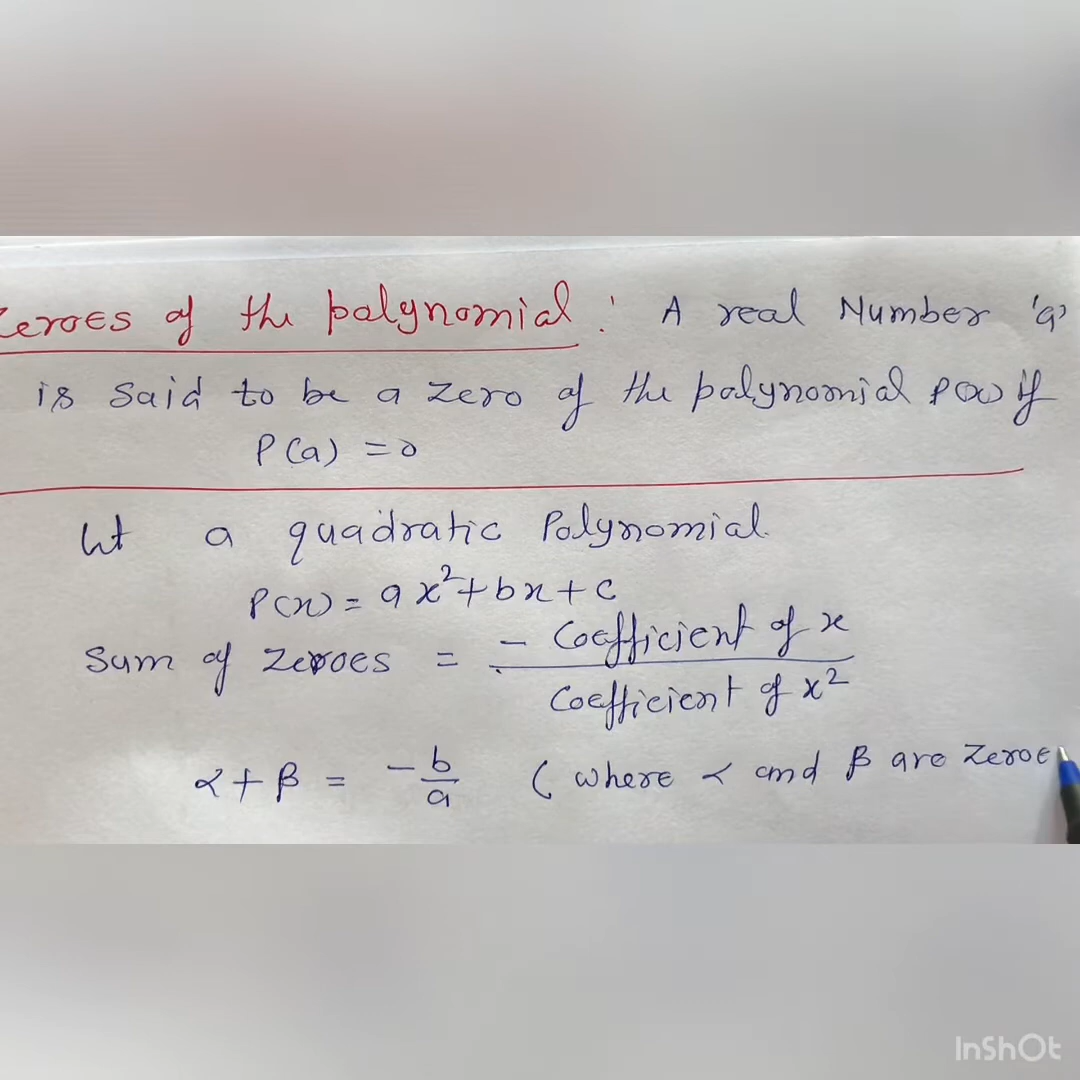 zeroes of the polynomial : A real Number 'a'
is said to be a zero of the polynomial P(x) if
P(a) = 0
Let a quadratic Polynomial.
P(x) = ax²+bx+c
Sum of zeroes = - Coefficient of x / Coefficient of x²
α+β = -b/a ( where α and β are zeroe
InShOt